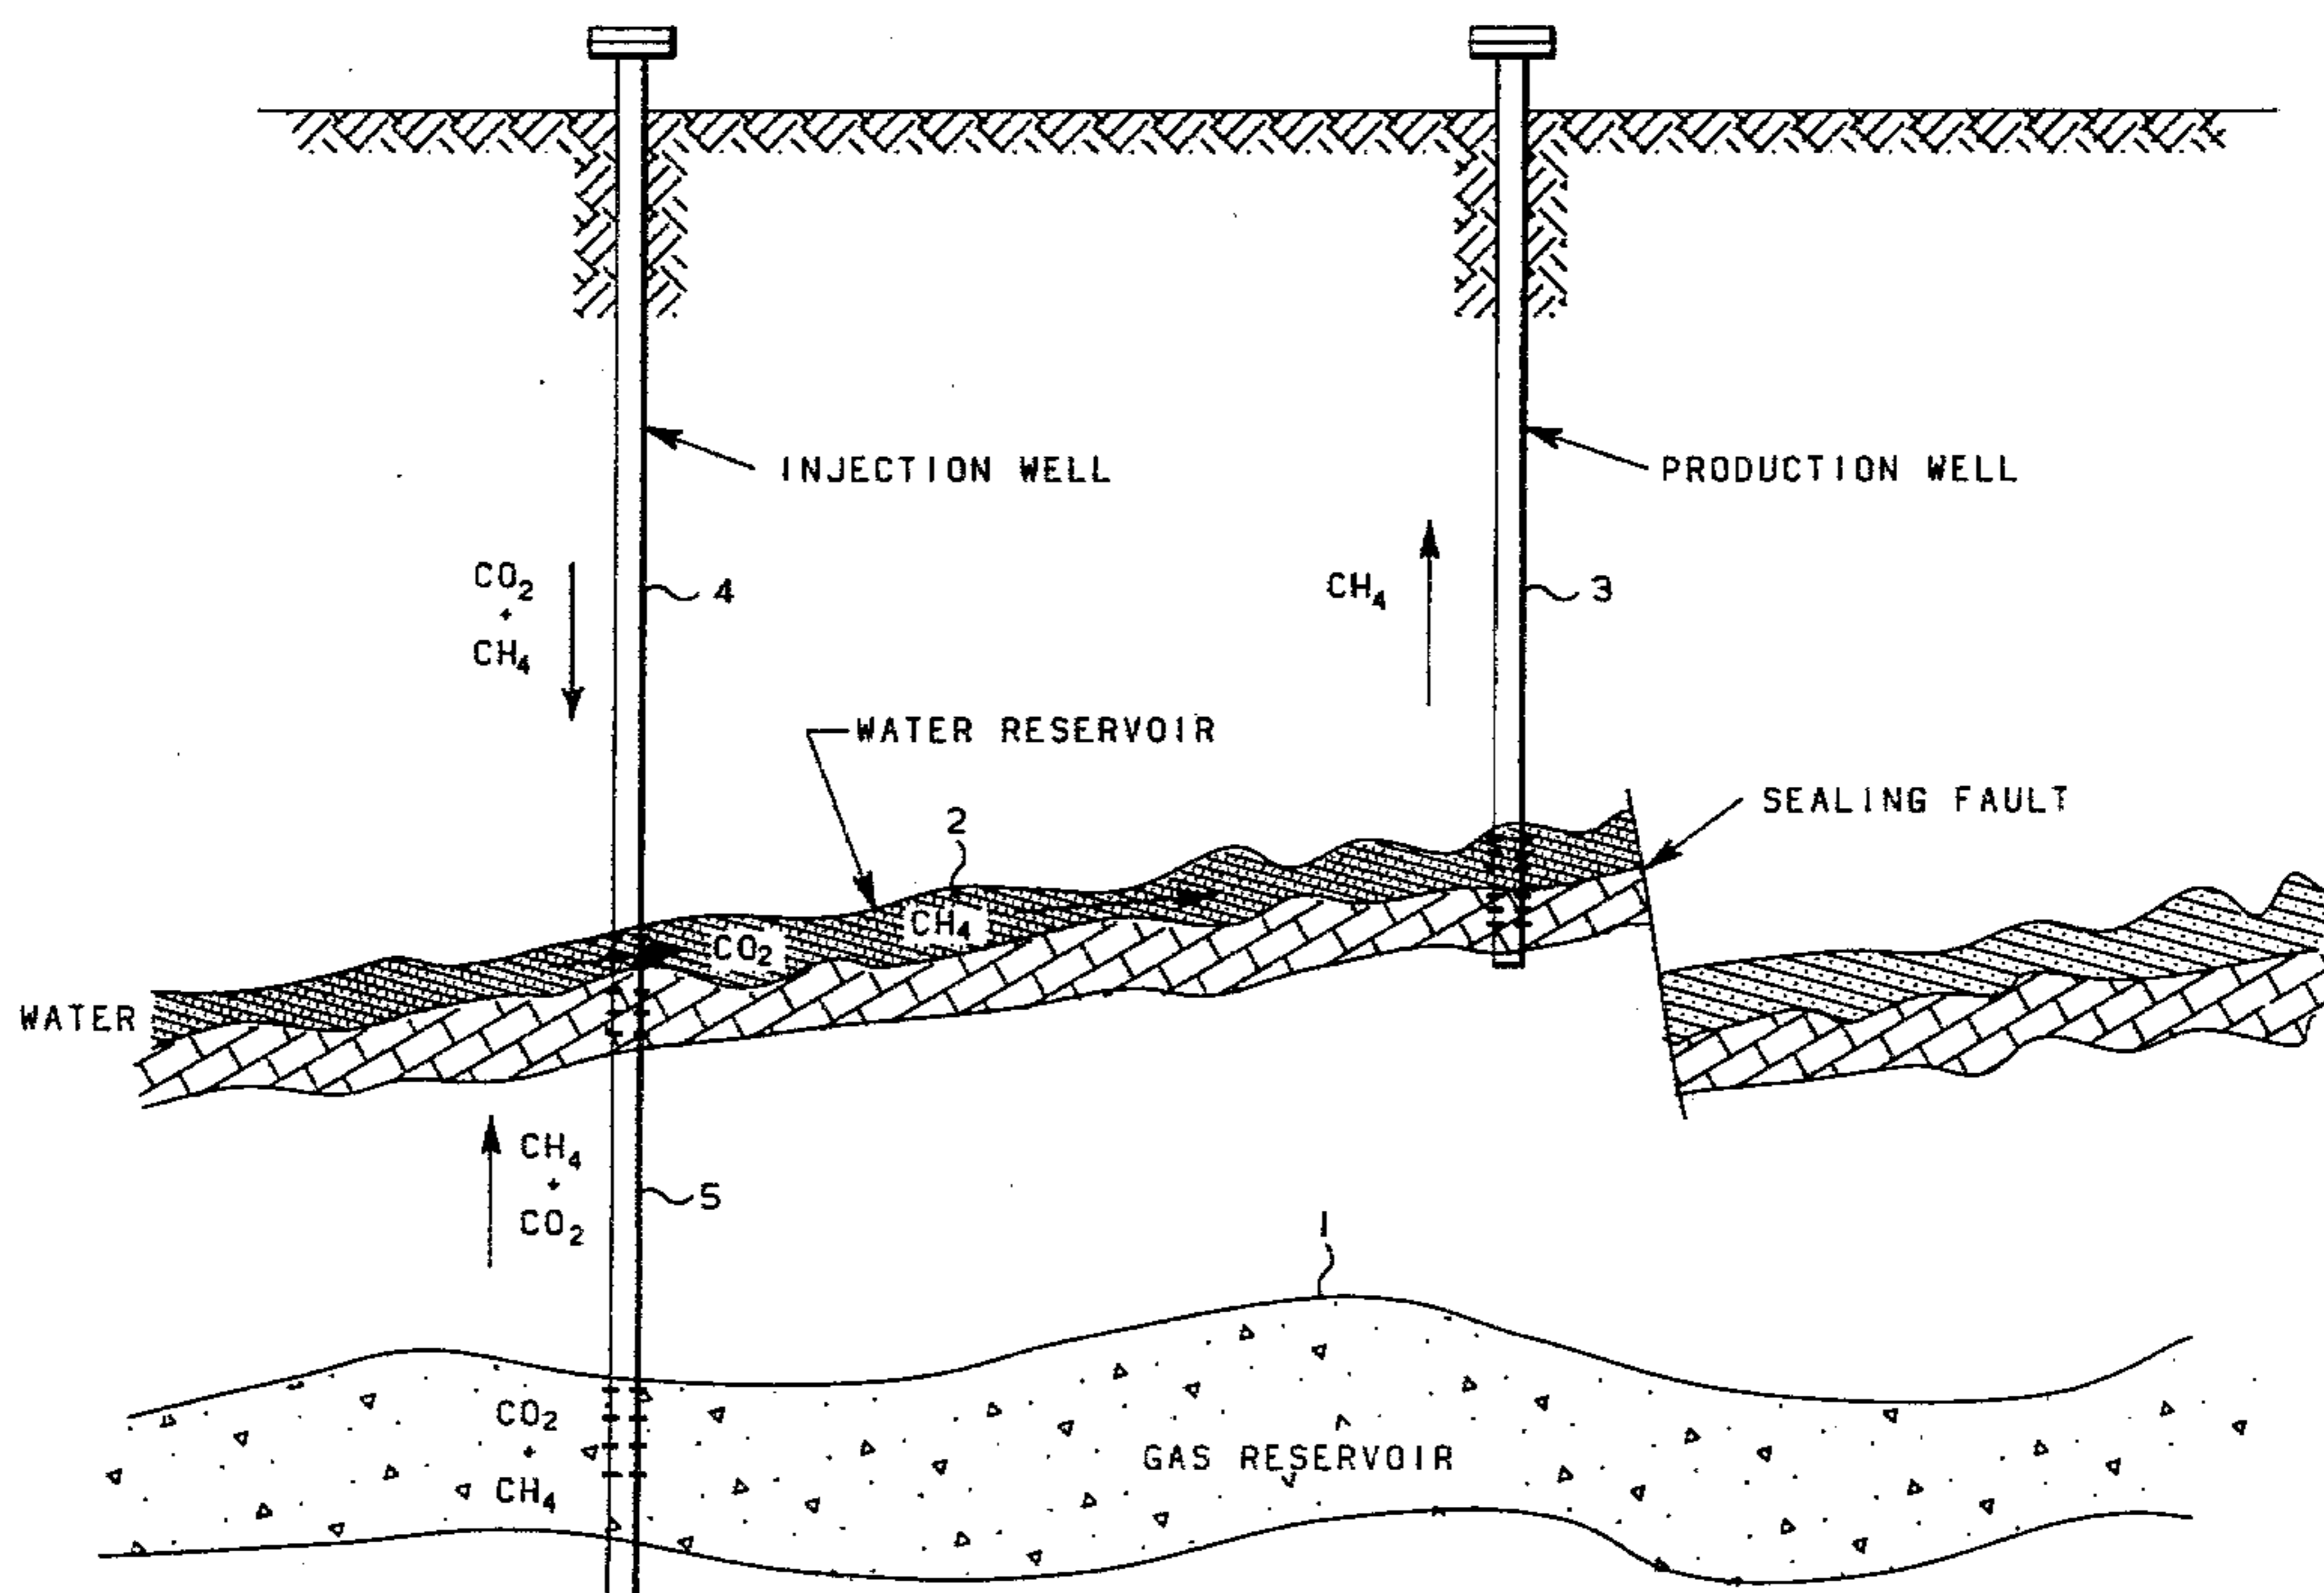 INJECTION WELL
PRODUCTION WELL
CO₂
+
CH₄
4
CH₄
3
WATER RESERVOIR
SEALING FAULT
2
CH₄
CO₂
WATER
CH₄
+
CO₂
5
1
CO₂
+
CH₄
GAS RESERVOIR